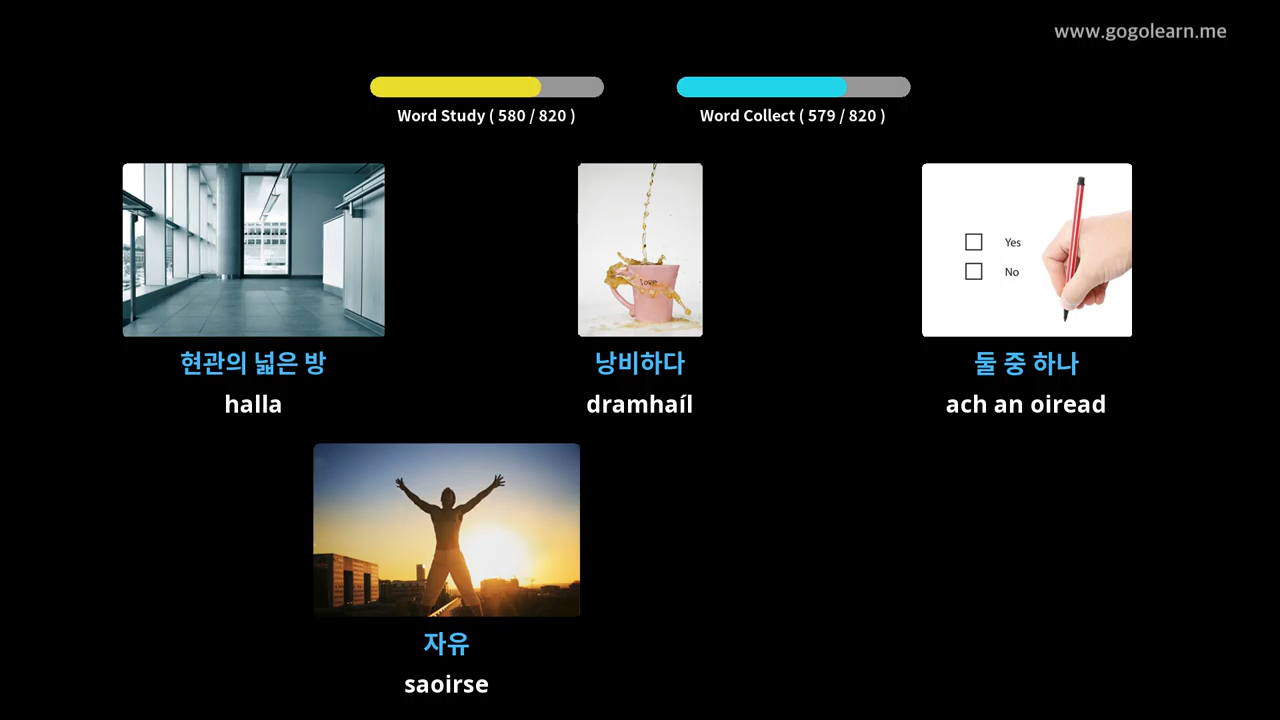 www.gogolearn.me
Word Study ( 580 / 820 )
Word Collect ( 579 / 820 )
Yes
No
love
현관의 넓은 방
낭비하다
둘 중 하나
halla
dramhaíl
ach an oiread
자유
saoirse